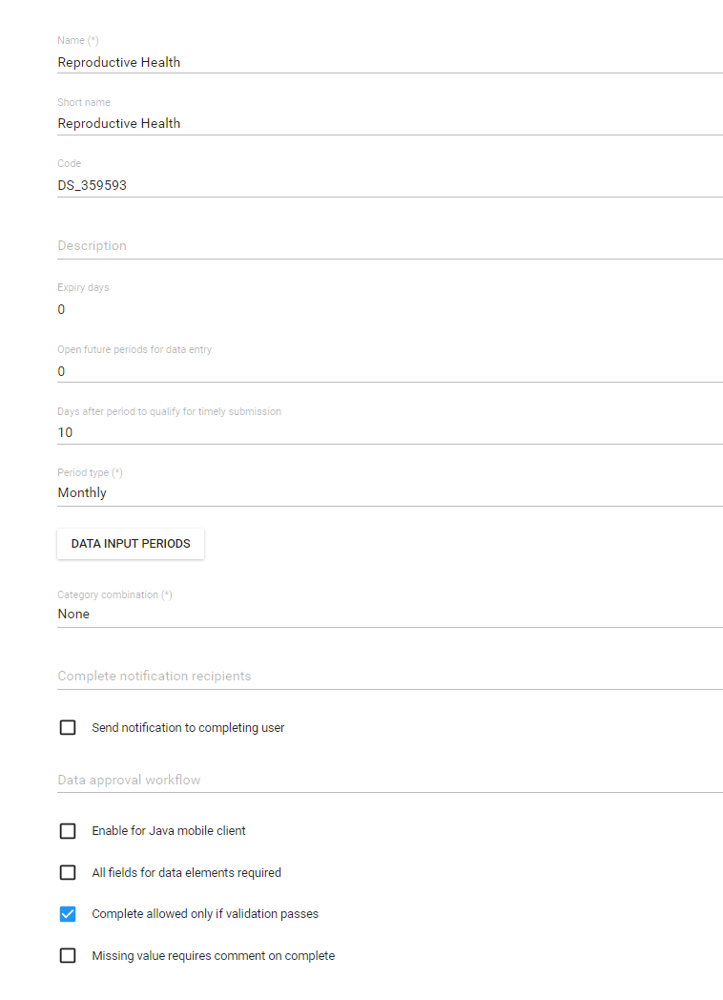 Name (*)
Reproductive Health
Short name
Reproductive Health
Code
DS_359593
Description
Expiry days
0
Open future periods for data entry
0
Days after period to qualify for timely submission
10
Period type (*)
Monthly
DATA INPUT PERIODS
Category combination (*)
None
Complete notification recipients
Send notification to completing user
Data approval workflow
Enable for Java mobile client
All fields for data elements required
Complete allowed only if validation passes
Missing value requires comment on complete